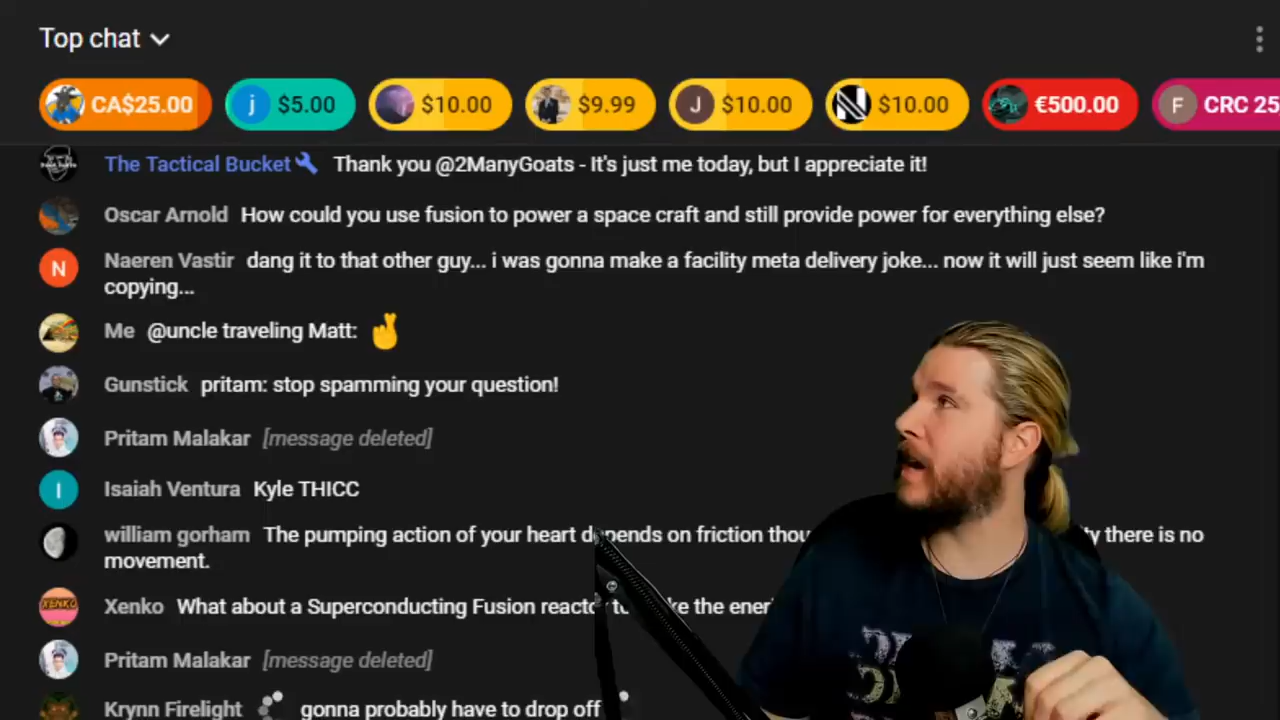 Top chat
CA$25.00 j $5.00 $10.00 $9.99 J $10.00 $10.00 €500.00 F CRC 25
The Tactical Bucket Thank you @2ManyGoats - It's just me today, but I appreciate it!
Oscar Arnold How could you use fusion to power a space craft and still provide power for everything else?
N Naeren Vastir dang it to that other guy... i was gonna make a facility meta delivery joke... now it will just seem like i'm
copying...
Me @uncle traveling Matt:
Gunstick pritam: stop spamming your question!
Pritam Malakar [message deleted]
I Isaiah Ventura Kyle THICC
william gorham The pumping action of your heart depends on friction there is no
movement.
XENKO Xenko What about a Superconducting Fusion the
Pritam Malakar [message deleted]
Krynn Firelight gonna probably have to drop off